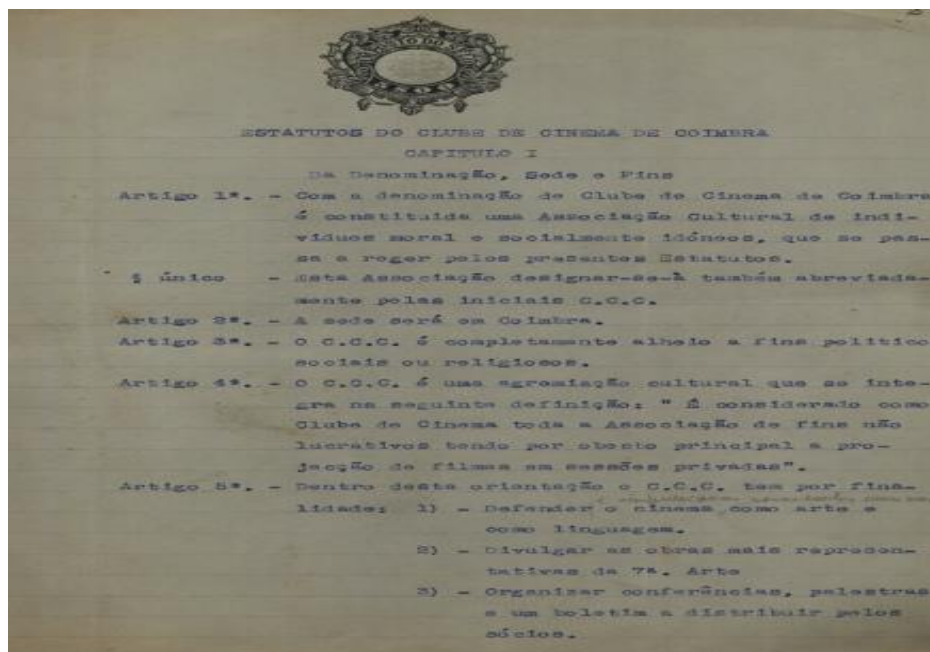 ESTATUTOS DO CLUBE DE CINEMA DE COIMBRA
CAPITULO I
Da Denominação, Sede e Fins
Artigo 1º. - Com a denominação de Clube de Cinema de Coimbra
é constituida uma Associação Cultural de indi-
viduos moral e socialmente idóneos, que se pas-
sa a reger pelos presentes Estatutos.
§ único - Esta Associação designar-se-à também abreviada-
mente pelas iniciais C.C.C.
Artigo 2º. - A sede será em Coimbra.
Artigo 3º. - O C.C.C. é completamente alheio a fins politico
sociais ou religiosos.
Artigo 4º. - O C.C.C. é uma agremiação cultural que se inte-
gra na seguinte definição: " É considerado como
Clube de Cinema toda a Associação de fins não
lucrativos tendo por obecto principal a pro-
jecção de filmes em sessões privadas".
Artigo 5º. - Dentro desta orientação o C.C.C. tem por fina-
lidade: 1) - Defender o cinema como arte e
como linguagem.
2) - Divulgar as obras mais represen-
tativas da 7ª. Arte
3) - Organizar conferências, palestras
e um boletim a distribuir pelos
sócios.